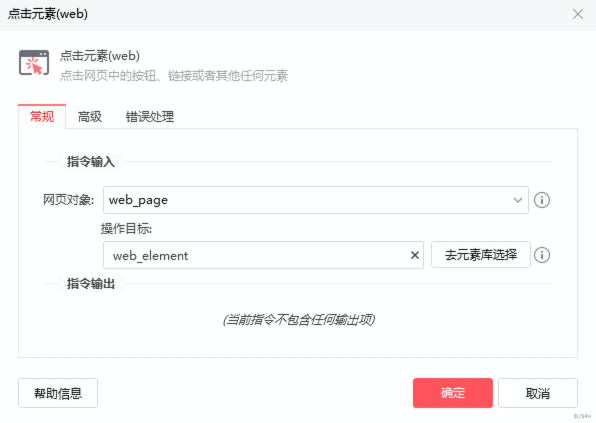 点击元素(web)
点击元素(web)
点击网页中的按钮、链接或者其他任何元素
常规 高级 错误处理
指令输入
网页对象: web_page
操作目标:
web_element 去元素库选择
指令输出
(当前指令不包含任何输出项)
帮助信息 确定 取消